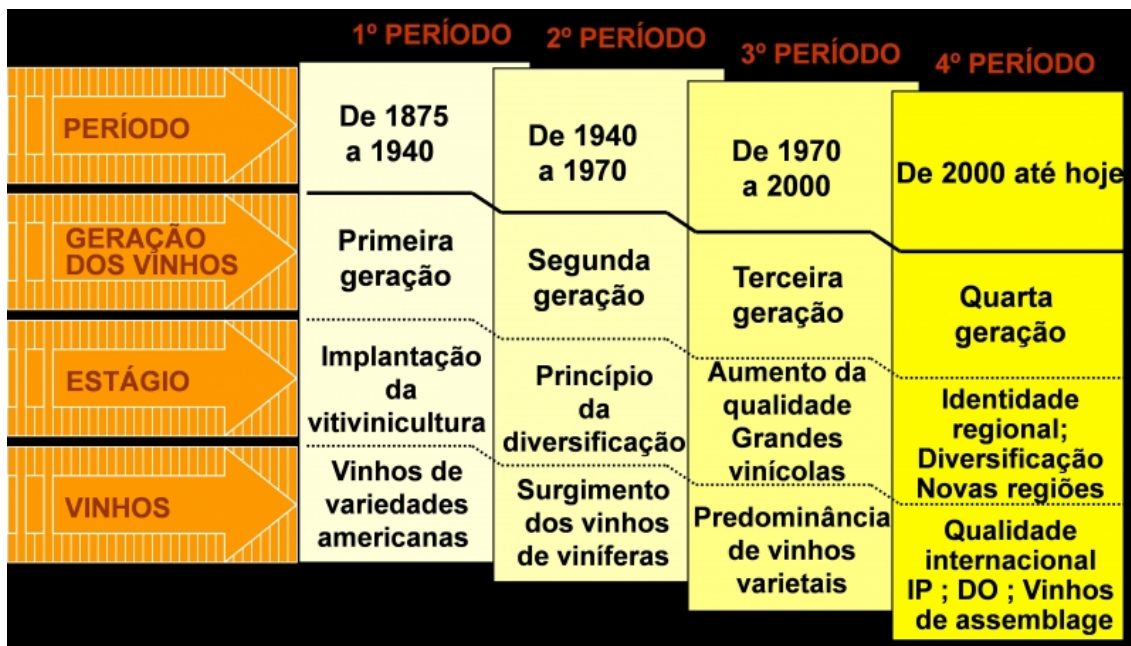 1º PERÍODO
2º PERÍODO
3º PERÍODO
4º PERÍODO
PERÍODO
De 1875
a 1940
De 1940
a 1970
De 1970
a 2000
De 2000 até hoje
GERAÇÃO
DOS VINHOS
Primeira
geração
Segunda
geração
Terceira
geração
Quarta
geração
ESTÁGIO
Implantação
da
vitivinicultura
Princípio
da
diversificação
Aumento da
qualidade
Grandes
vinícolas
Identidade
regional;
Diversificação
Novas regiões
VINHOS
Vinhos de
variedades
americanas
Surgimento
dos vinhos
de viníferas
Predominância
de vinhos
varietais
Qualidade
internacional
IP ; DO ; Vinhos
de assemblage